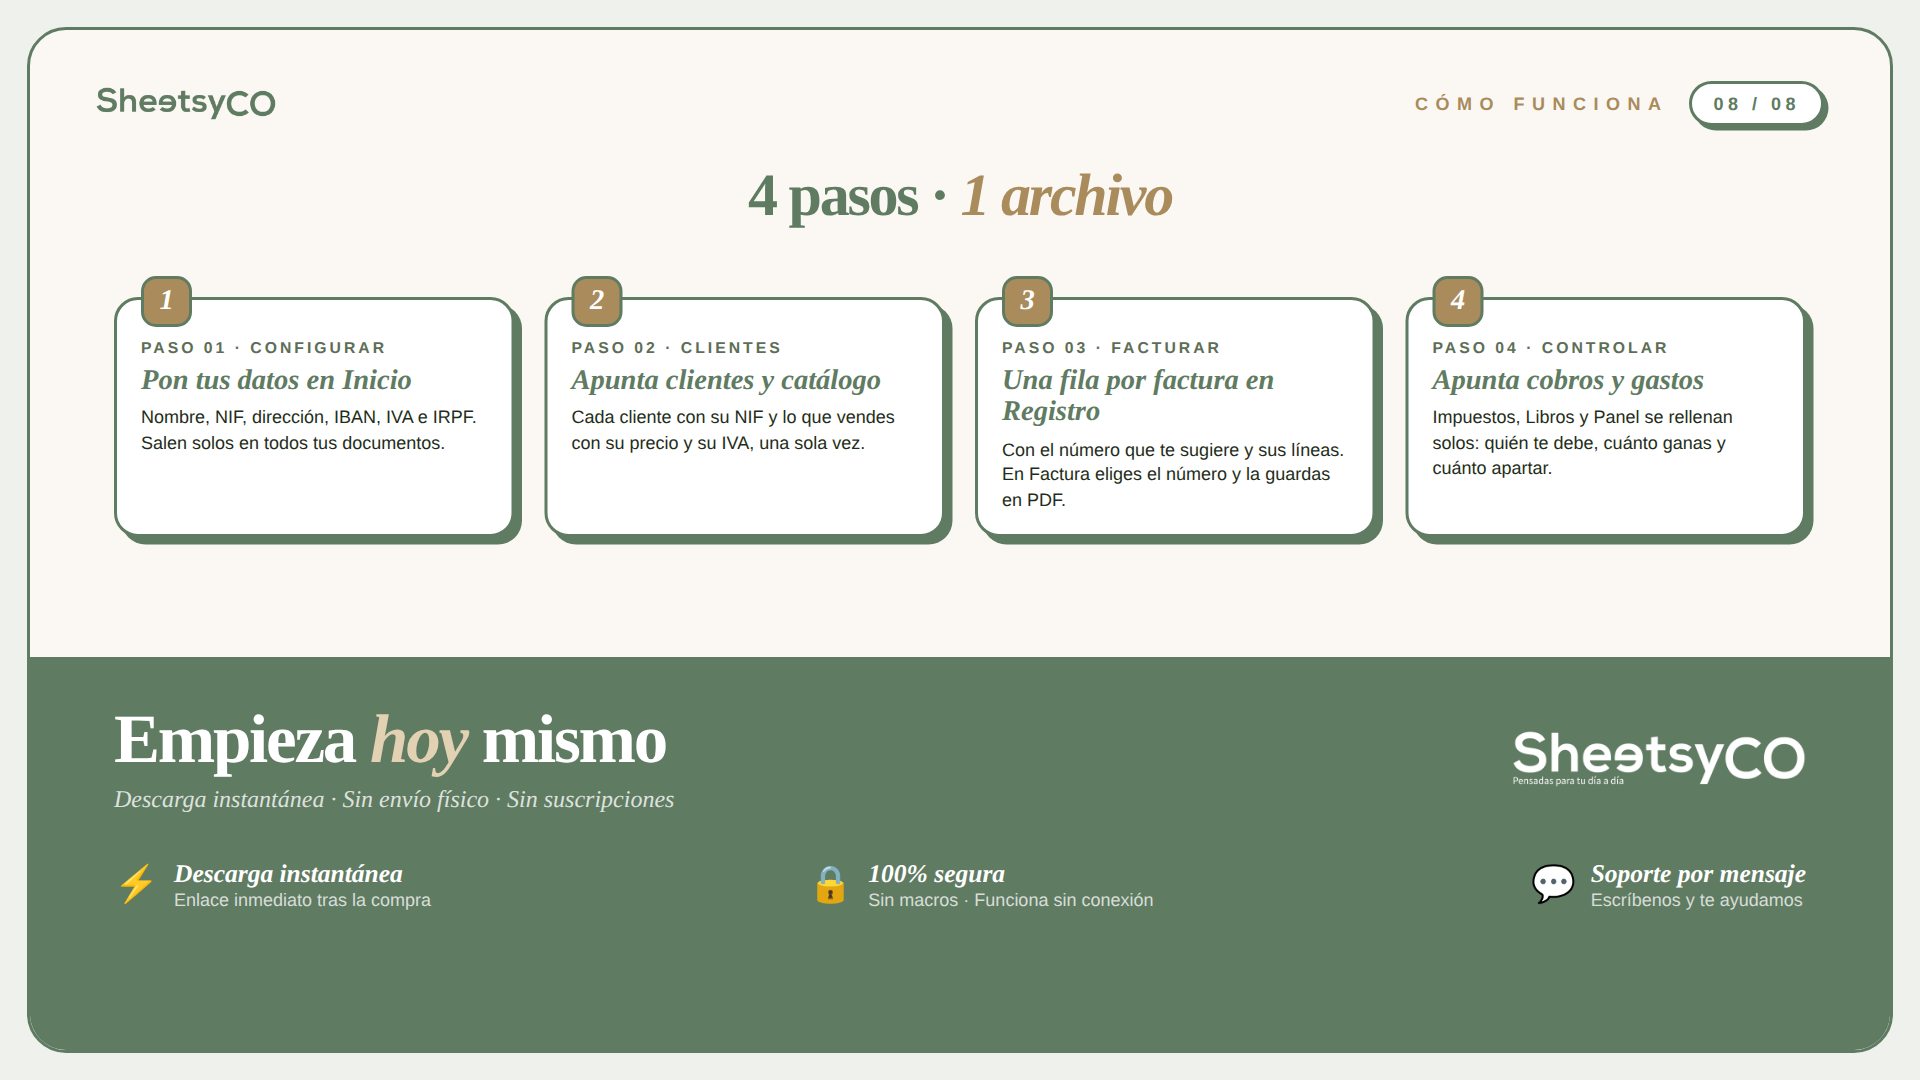 SheetsyCO
CÓMO FUNCIONA
08 / 08
4 pasos · 1 archivo
1
PASO 01 · CONFIGURAR
Pon tus datos en Inicio
Nombre, NIF, dirección, IBAN, IVA e IRPF.
Salen solos en todos tus documentos.
2
PASO 02 · CLIENTES
Apunta clientes y catálogo
Cada cliente con su NIF y lo que vendes
con su precio y su IVA, una sola vez.
3
PASO 03 · FACTURAR
Una fila por factura en
Registro
Con el número que te sugiere y sus líneas.
En Factura eliges el número y la guardas
en PDF.
4
PASO 04 · CONTROLAR
Apunta cobros y gastos
Impuestos, Libros y Panel se rellenan
solos: quién te debe, cuánto ganas y
cuánto apartar.
Empieza hoy mismo
Descarga instantánea · Sin envío físico · Sin suscripciones
SheetsyCO
Pensadas para tu día a día
Descarga instantánea
Enlace inmediato tras la compra
100% segura
Sin macros · Funciona sin conexión
Soporte por mensaje
Escríbenos y te ayudamos